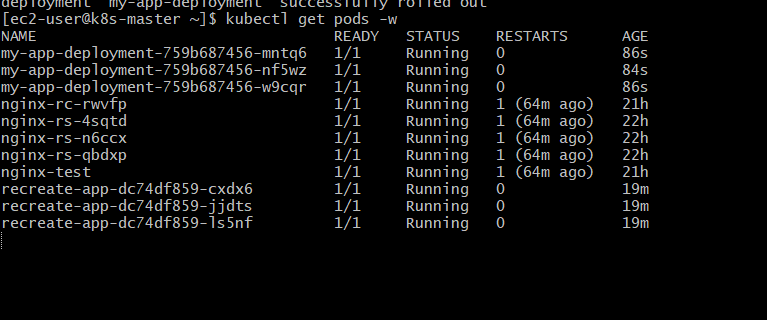 deployment "my-app-deployment" successfully rolled out
[ec2-user@k8s-master ~]$ kubectl get pods -w
NAME READY STATUS RESTARTS AGE
my-app-deployment-759b687456-mntq6 1/1 Running 0 86s
my-app-deployment-759b687456-nf5wz 1/1 Running 0 84s
my-app-deployment-759b687456-w9cqr 1/1 Running 0 86s
nginx-rc-rwvfp 1/1 Running 1 (64m ago) 21h
nginx-rs-4sqtd 1/1 Running 1 (64m ago) 22h
nginx-rs-n6ccx 1/1 Running 1 (64m ago) 22h
nginx-rs-qbdxp 1/1 Running 1 (64m ago) 22h
nginx-test 1/1 Running 1 (64m ago) 21h
recreate-app-dc74df859-cxdx6 1/1 Running 0 19m
recreate-app-dc74df859-jjdts 1/1 Running 0 19m
recreate-app-dc74df859-ls5nf 1/1 Running 0 19m